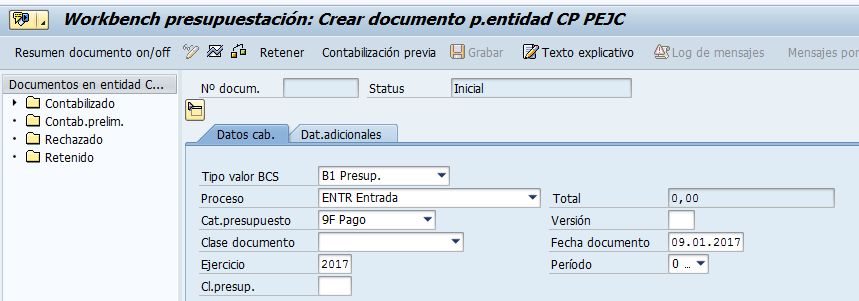 Workbench presupuestación: Crear documento p.entidad CP PEJC
Resumen documento on/off Retener Contabilización previa Grabar Texto explicativo Log de mensajes Mensajes por
Documentos en entidad C...
Contabilizado
Contab.prelim.
Rechazado
Retenido
Nº docum. Status Inicial
Datos cab. Dat.adicionales
Tipo valor BCS B1 Presup.
Proceso ENTR Entrada Total 0,00
Cat.presupuesto 9F Pago Versión
Clase documento Fecha documento 09.01.2017
Ejercicio 2017 Período 0 ...
Cl.presup.